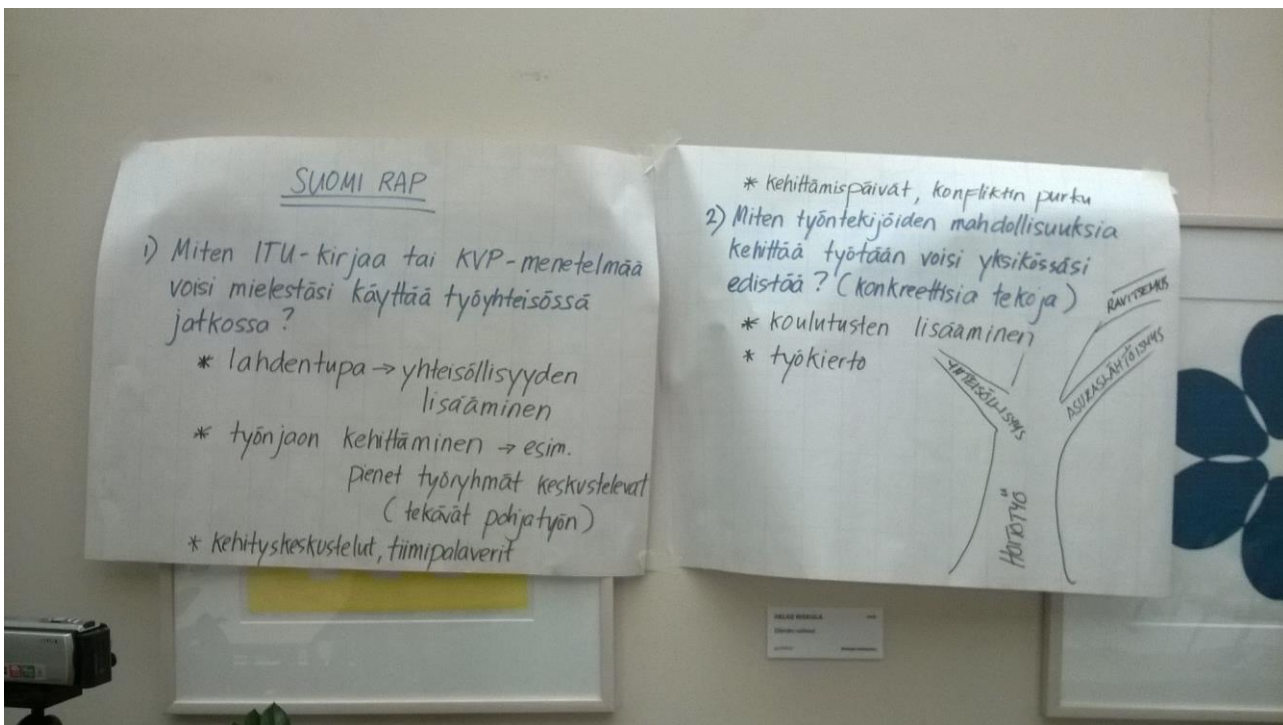 SUOMI RAP
1) Miten ITU-kirjaa tai KVP-menetelmää
voisi mielestäsi käyttää työyhteisössä
jatkossa?
* lahdentupa → yhteisöllisyyden
lisääminen
* työnjaon kehittäminen → esim.
pienet työryhmät keskustelevat
(tekävät pohjatyön)
* kehityskeskustelut, tiimipalaverit
* kehittämispäivät, konfliktin purku
2) Miten työntekijöiden mahdollisuuksia
kehittää työtään voisi yksikössäsi
edistää? (konkreettisia tekoja)
* koulutusten lisääminen
* työkierto
YHTEISÖLLISYYS
RAVITSEMUS
ASUKASLÄHTÖISYYS
HOITOTYÖ